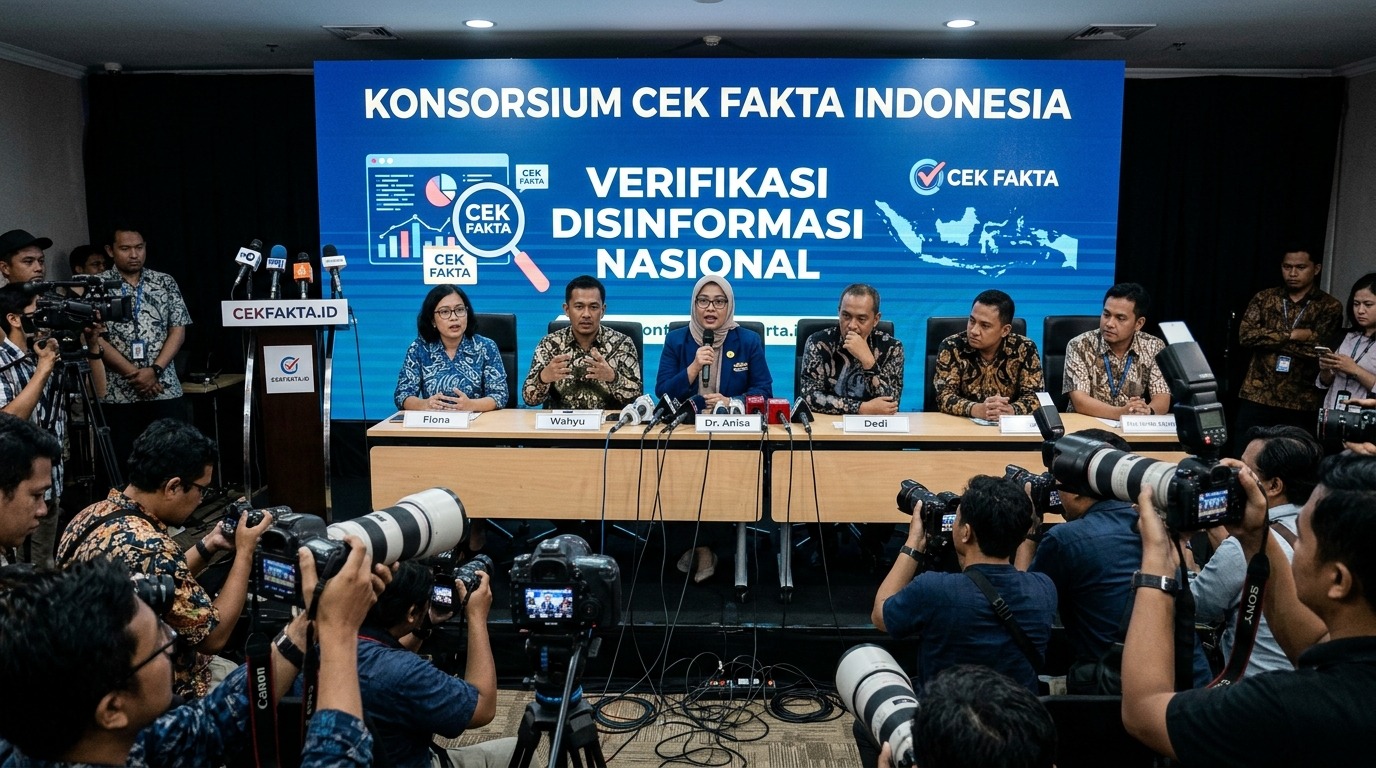 KONSORSIUM CEK FAKTA INDONESIA
CEK
FAKTA
CEK
FAKTA
CEK
FAKTA
VERIFIKASI
DISINFORMASI
NASIONAL
CEK FAKTA
CEKFAKTA.ID
Fiona
Wahyu
Dr. Anisa
Dedi
Canon
SONY